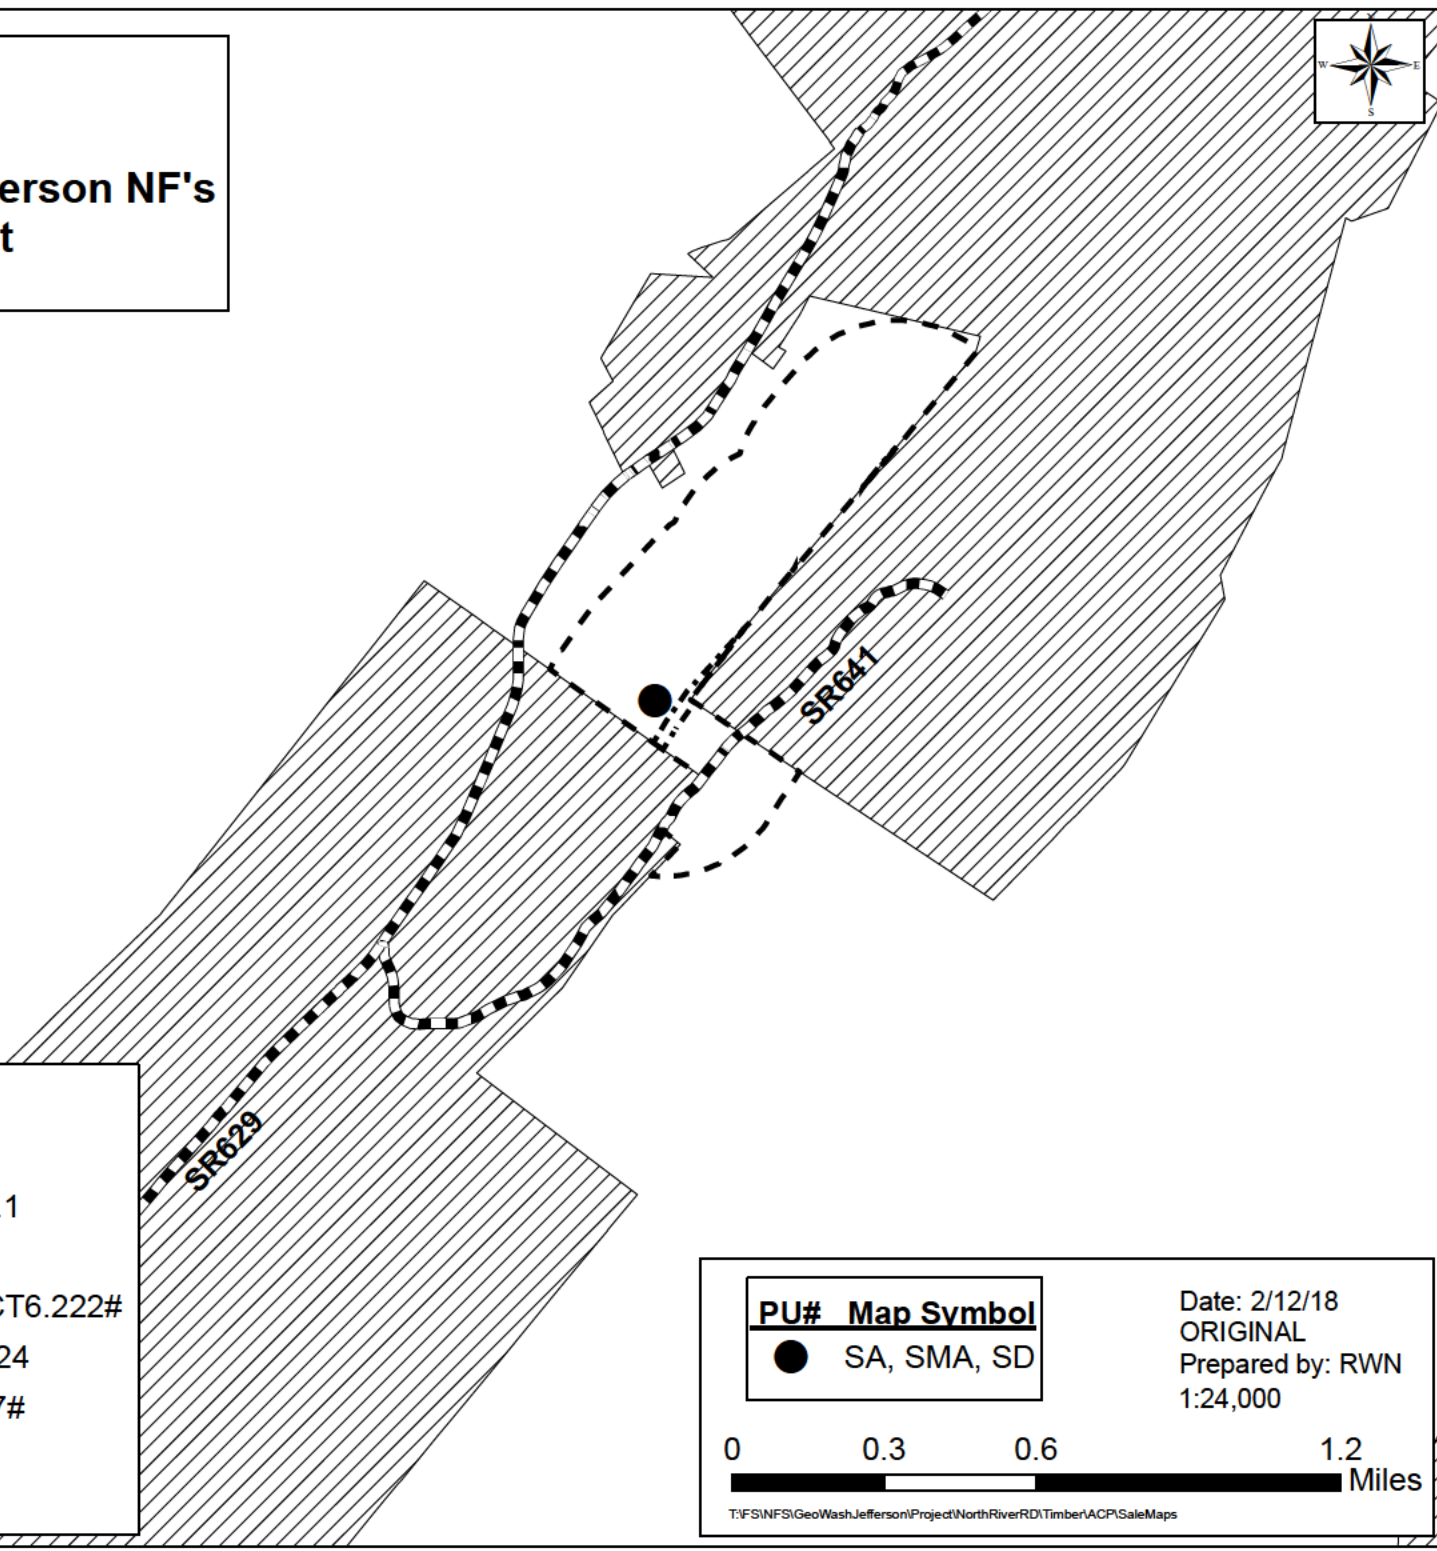 erson NF's
t
N
W
E
S
SR641
SR629
.1
CT6.222#
24
7#
PU# Map Symbol
SA, SMA, SD
Date: 2/12/18
ORIGINAL
Prepared by: RWN
1:24,000
0 0.3 0.6 1.2
Miles
T:\FS\NFS\GeoWashJefferson\Project\NorthRiverRD\Timber\ACP\SaleMaps